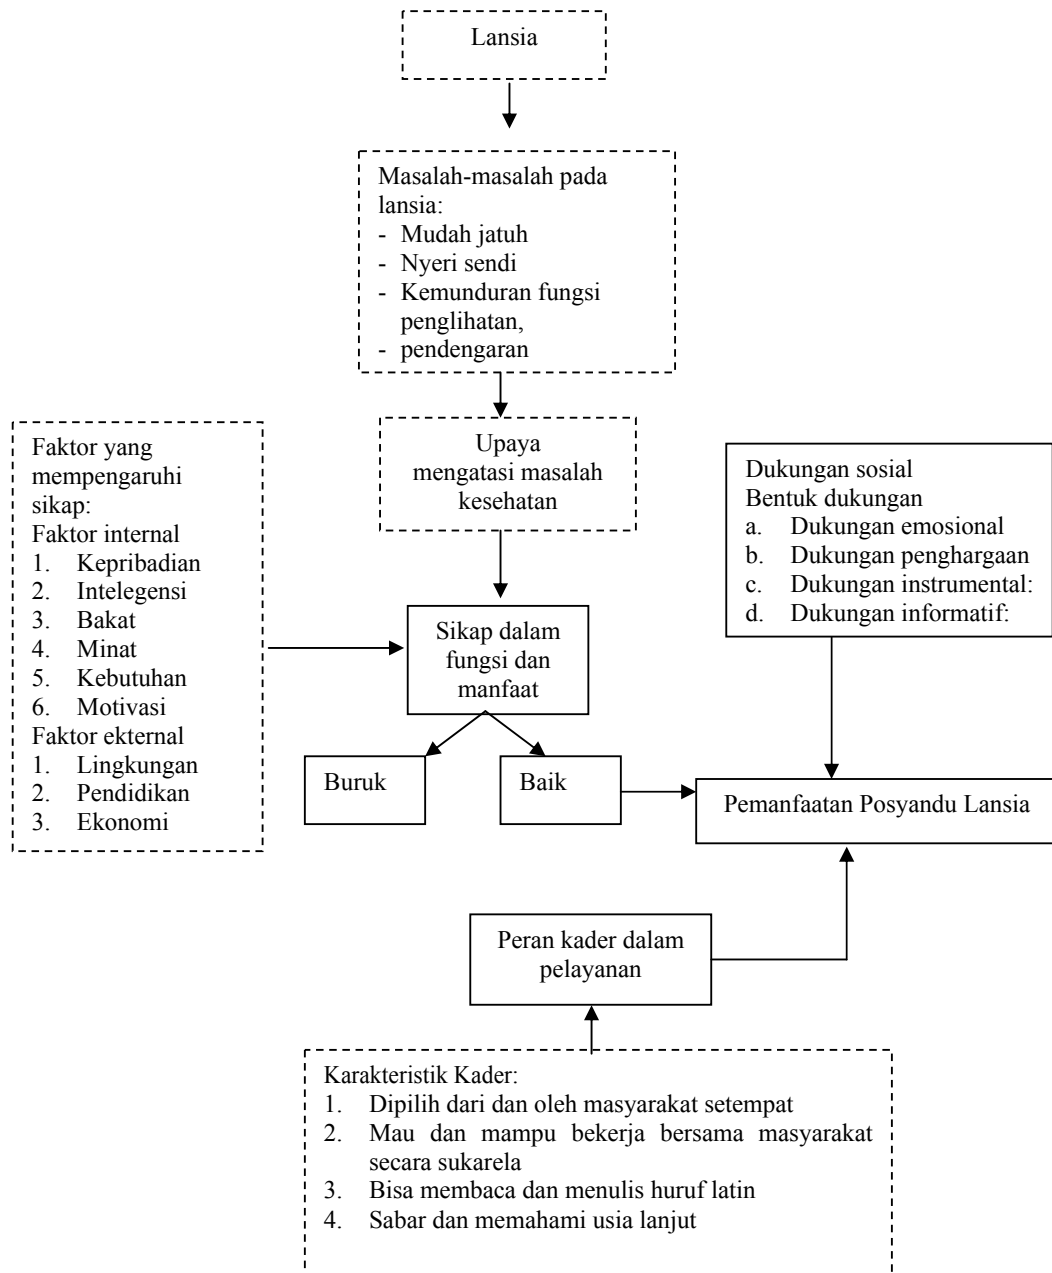 Lansia
Masalah-masalah pada
lansia:
- Mudah jatuh
- Nyeri sendi
- Kemunduran fungsi
penglihatan,
- pendengaran
Upaya
mengatasi masalah
kesehatan
Faktor yang
mempengaruhi
sikap:
Faktor internal
1. Kepribadian
2. Intelegensi
3. Bakat
4. Minat
5. Kebutuhan
6. Motivasi
Faktor ekternal
1. Lingkungan
2. Pendidikan
3. Ekonomi
Dukungan sosial
Bentuk dukungan
a. Dukungan emosional
b. Dukungan penghargaan
c. Dukungan instrumental:
d. Dukungan informatif:
Sikap dalam
fungsi dan
manfaat
Buruk
Baik
Pemanfaatan Posyandu Lansia
Peran kader dalam
pelayanan
Karakteristik Kader:
1. Dipilih dari dan oleh masyarakat setempat
2. Mau dan mampu bekerja bersama masyarakat
secara sukarela
3. Bisa membaca dan menulis huruf latin
4. Sabar dan memahami usia lanjut